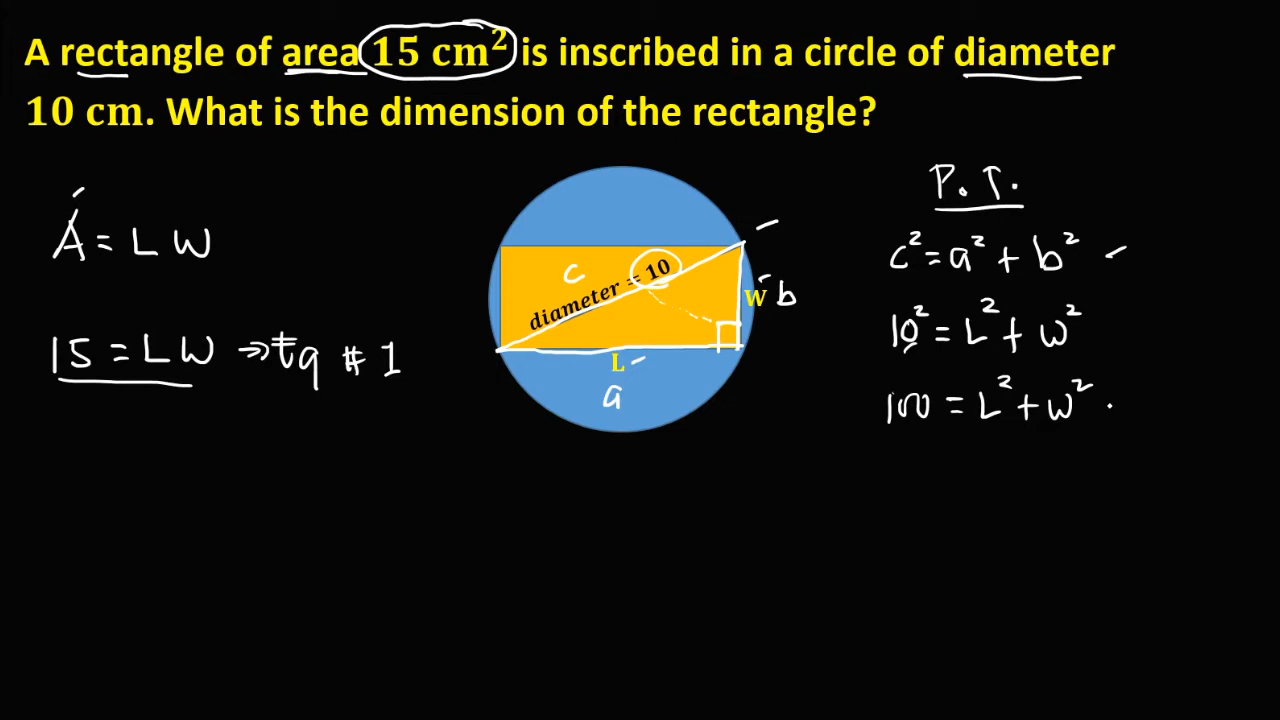 A rectangle of area 15 cm² is inscribed in a circle of diameter
10 cm. What is the dimension of the rectangle?
A = L W
15 = L W ⇒ Eq # 1
c
diameter = 10
W b
L
a
P. T.
c² = a² + b²
10² = L² + W²
100 = L² + W²